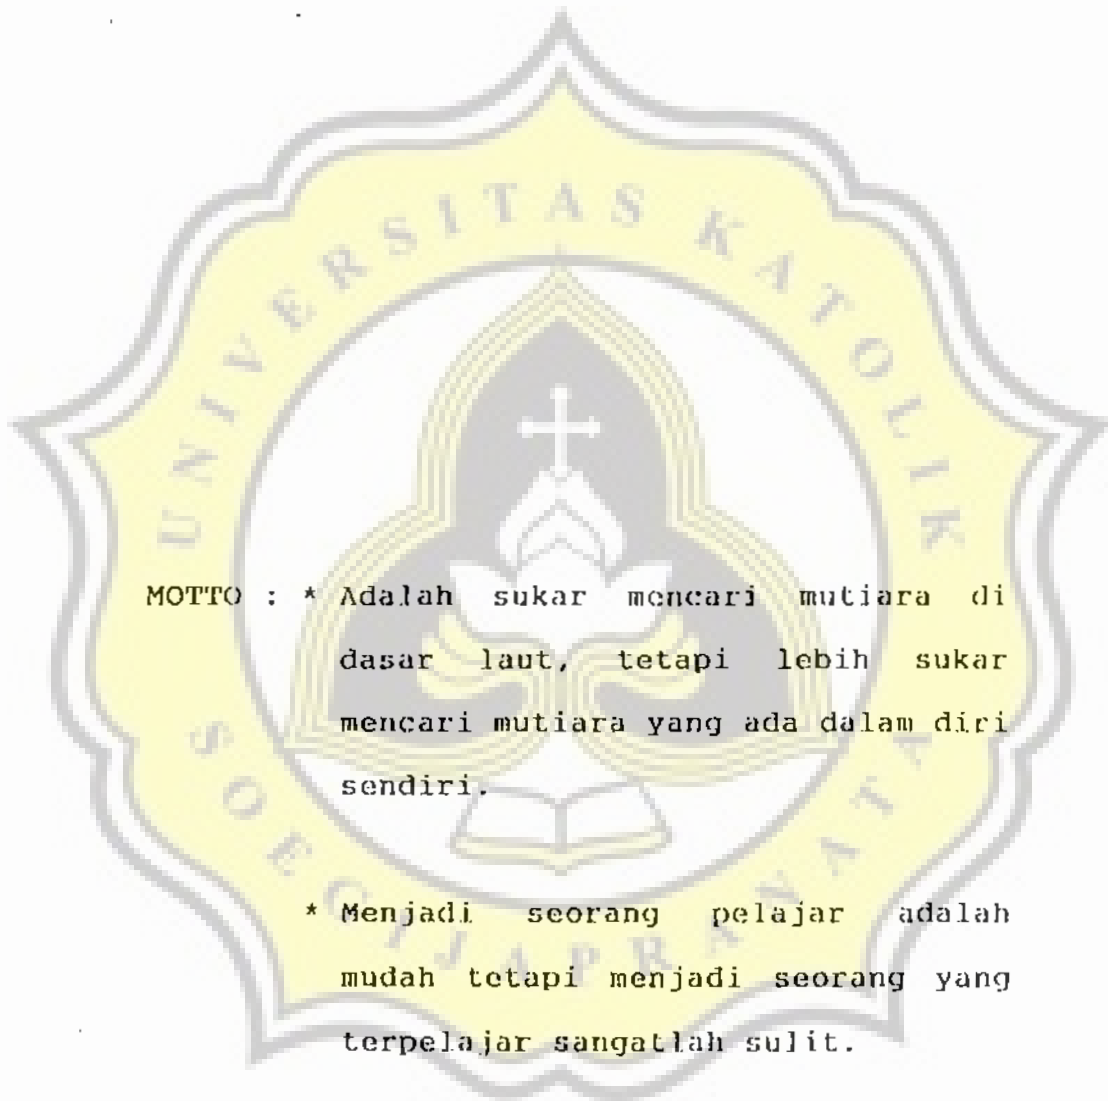 UNIVERSITAS KATOLIK
MOTTO : * Adalah sukar mencari mutiara di
dasar laut, tetapi lebih sukar
mencari mutiara yang ada dalam diri
sendiri.
* Menjadi seorang pelajar adalah
mudah tetapi menjadi seorang yang
terpelajar sangatlah sulit.
SOEGIJAPRANATA